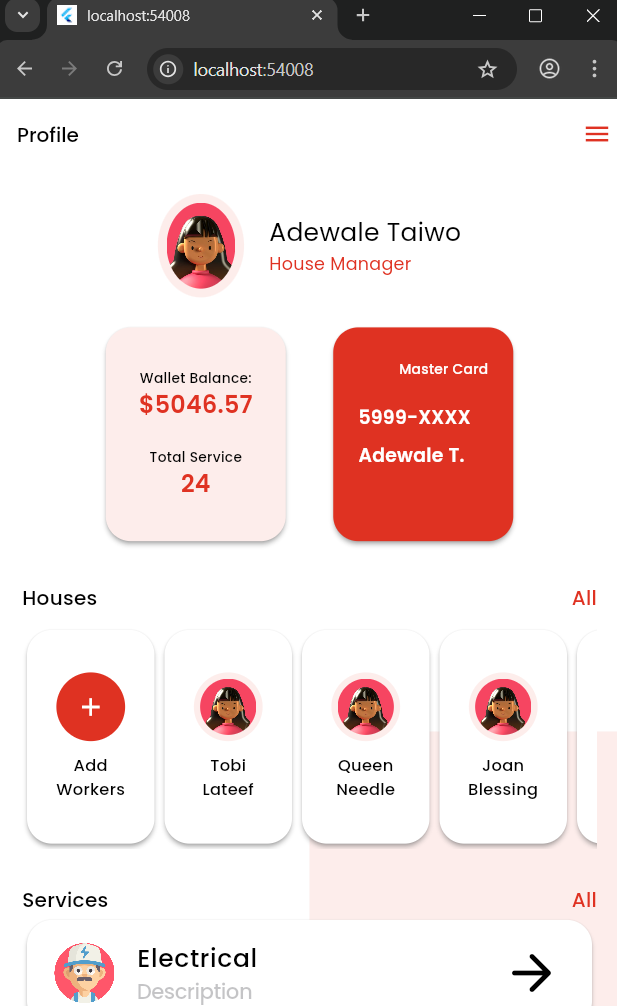 localhost:54008
localhost:54008
Profile
Adewale Taiwo
House Manager
Wallet Balance:
$5046.57
Total Service
24
Master Card
5999-XXXX
Adewale T.
Houses
All
Add
Workers
Tobi
Lateef
Queen
Needle
Joan
Blessing
Services
All
Electrical
Description